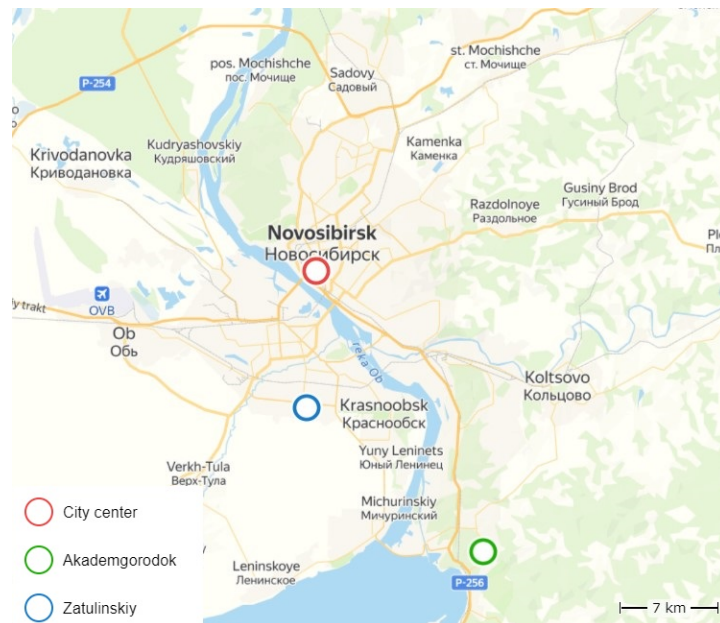 pos. Mochishche
пос. Мочище
st. Mochishche
ст. Мочище
P-254
Sadovy
Садовый
Kudryashovskiy
Кудряшовский
Kamenka
Каменка
Krivodanovka
Криводановка
Gusiny Brod
Гусиный Брод
Razdolnoye
Раздольное
Novosibirsk
Новосибирск
OVB
Ob
Обь
reka Ob
Koltsovo
Кольцово
Krasnoobsk
Краснообск
Yuny Leninets
Юный Ленинец
Verkh-Tula
Верх-Тула
Michurinskiy
Мичуринский
City center
Akademgorodok
Leninskoye
Ленинское
P-256
Zatulinskiy
7 km